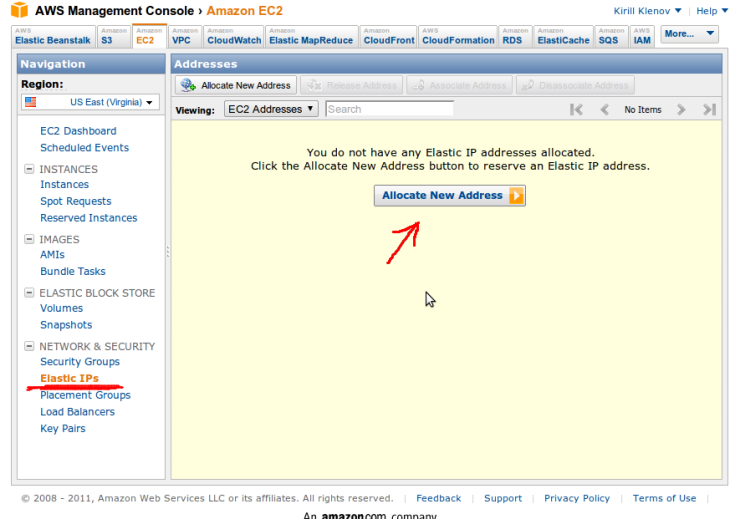 AWS Management Console › Amazon EC2
Kirill Klenov ▼ | Help ▼
AWS Elastic Beanstalk
Amazon S3
Amazon EC2
Amazon VPC
Amazon CloudWatch
Amazon Elastic MapReduce
Amazon CloudFront
AWS CloudFormation
Amazon RDS
Amazon ElastiCache
Amazon SQS
AWS IAM
More... ▼
Navigation
Region:
US East (Virginia)
EC2 Dashboard
Scheduled Events
INSTANCES
Instances
Spot Requests
Reserved Instances
IMAGES
AMIs
Bundle Tasks
ELASTIC BLOCK STORE
Volumes
Snapshots
NETWORK & SECURITY
Security Groups
Elastic IPs
Placement Groups
Load Balancers
Key Pairs
Addresses
Allocate New Address
Release Address
Associate Address
Disassociate Address
Viewing: EC2 Addresses ▼ Search
No Items
You do not have any Elastic IP addresses allocated.
Click the Allocate New Address button to reserve an Elastic IP address.
Allocate New Address
© 2008 - 2011, Amazon Web Services LLC or its affiliates. All rights reserved. | Feedback | Support | Privacy Policy | Terms of Use |
An amazon.com company